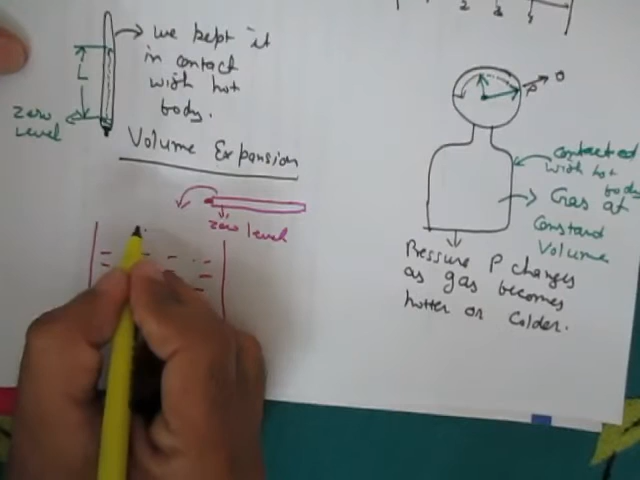 we kept it
in contact
with hot
body.
L
zero
level
Volume Expansion
zero level
P
θ
contacted
with hot
body
Gas at
Constand
Volume
Pressure P changes
as gas becomes
hotter or Colder.